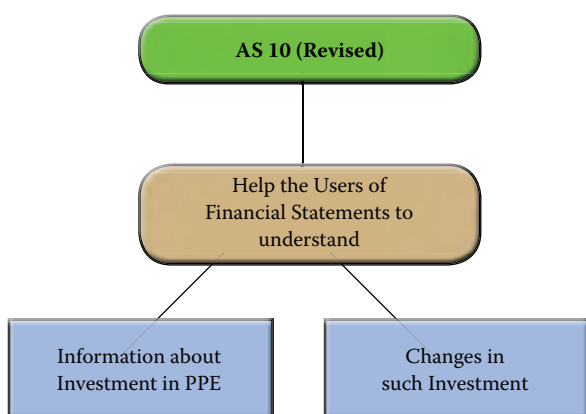 AS 10 (Revised)
Help the Users of
Financial Statements to
understand
Information about
Investment in PPE
Changes in
such Investment